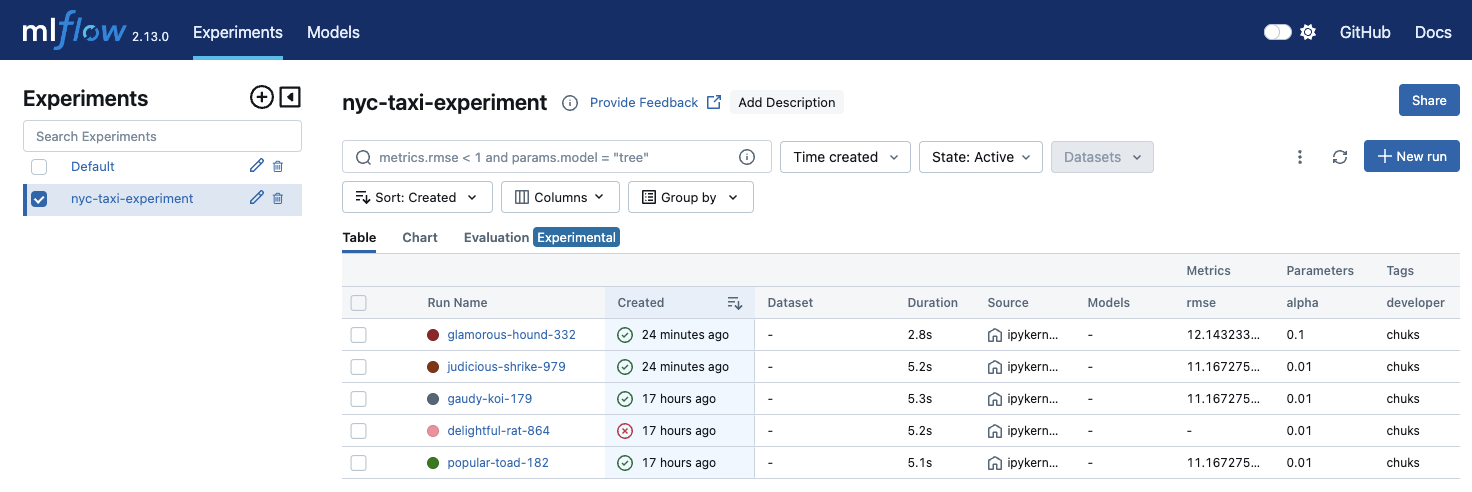 mlflow 2.13.0 Experiments Models GitHub Docs
Experiments
Search Experiments
Default
nyc-taxi-experiment
nyc-taxi-experiment Provide Feedback Add Description Share
metrics.rmse < 1 and params.model = "tree" Time created State: Active Datasets New run
Sort: Created Columns Group by
Table Chart Evaluation Experimental
Metrics Parameters Tags
Run Name Created Dataset Duration Source Models rmse alpha developer
glamorous-hound-332 24 minutes ago - 2.8s ipykern... - 12.143233... 0.1 chuks
judicious-shrike-979 24 minutes ago - 5.2s ipykern... - 11.167275... 0.01 chuks
gaudy-koi-179 17 hours ago - 5.3s ipykern... - 11.167275... 0.01 chuks
delightful-rat-864 17 hours ago - 5.2s ipykern... - - 0.01 chuks
popular-toad-182 17 hours ago - 5.1s ipykern... - 11.167275... 0.01 chuks